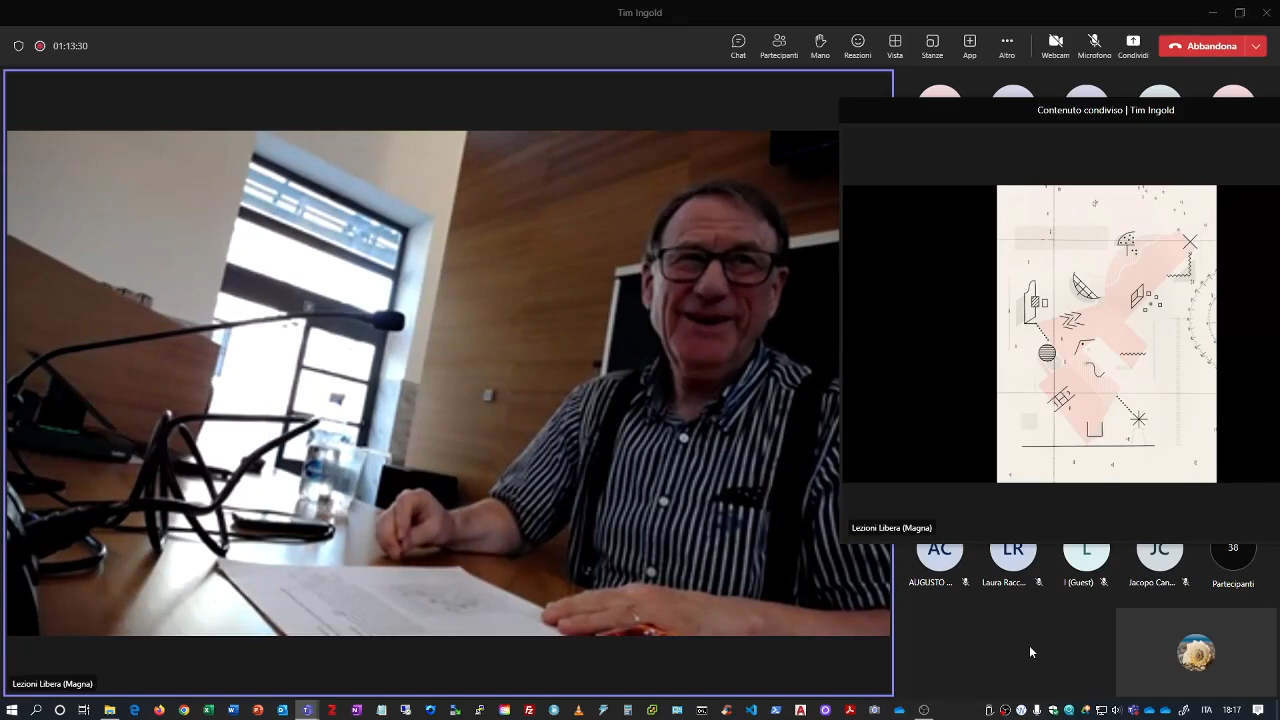 Tim Ingold
01:13:30
Chat
Partecipanti
Mano
Reazioni
Vista
Stanze
App
Altro
Webcam
Microfono
Condividi
Abbandona
Contenuto condiviso | Tim Ingold
Lezioni Libera (Magna)
AC
LR
L
JC
38
AUGUSTO ...
Laura Racc...
I (Guest)
Jacopo Can...
Partecipanti
Lezioni Libera (Magna)
ITA
18:17